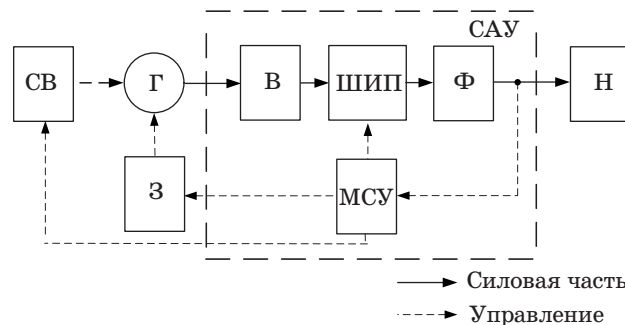 САУ
СВ
Г
В
ШИП
Ф
Н
З
МСУ
Силовая часть
Управление